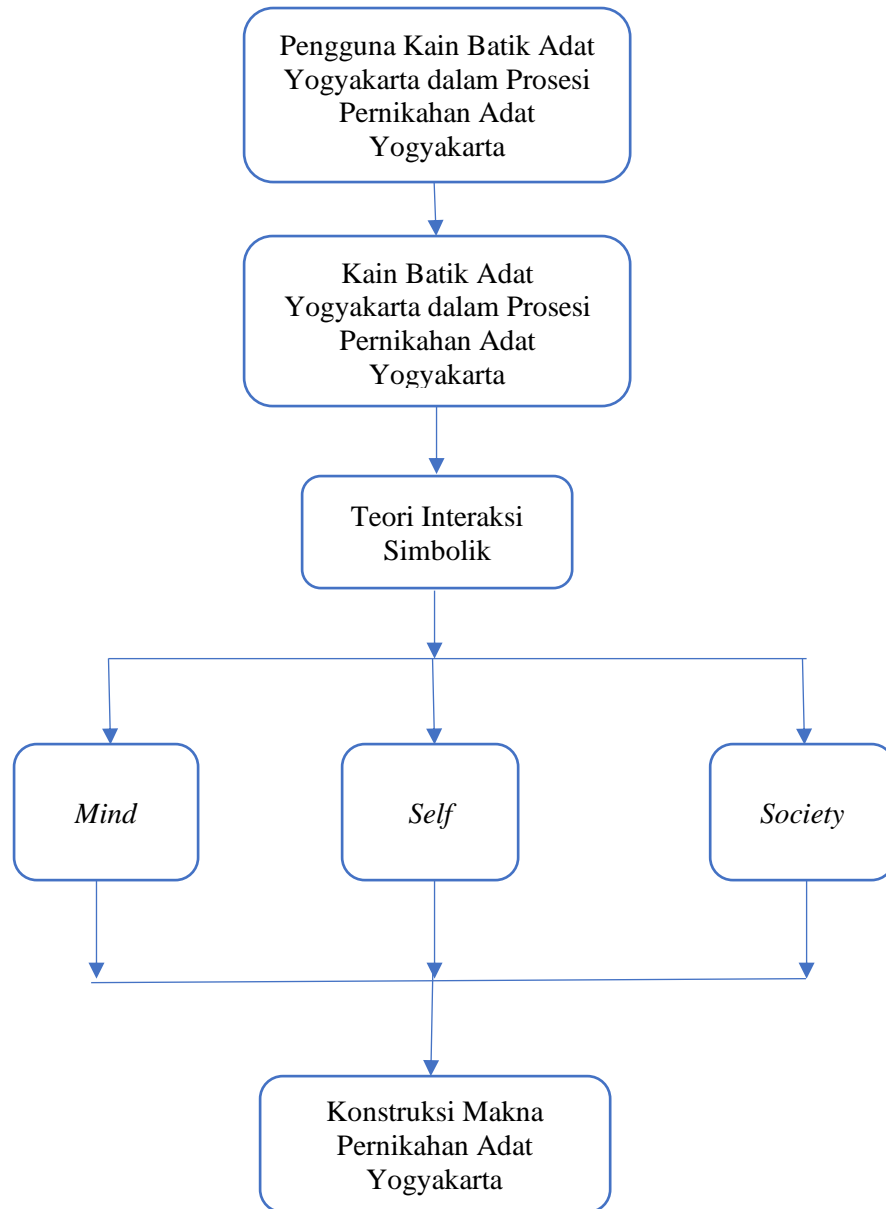 Pengguna Kain Batik Adat
Yogyakarta dalam Prosesi
Pernikahan Adat
Yogyakarta
Kain Batik Adat
Yogyakarta dalam Prosesi
Pernikahan Adat
Yogyakarta
Teori Interaksi
Simbolik
Mind
Self
Society
Konstruksi Makna
Pernikahan Adat
Yogyakarta